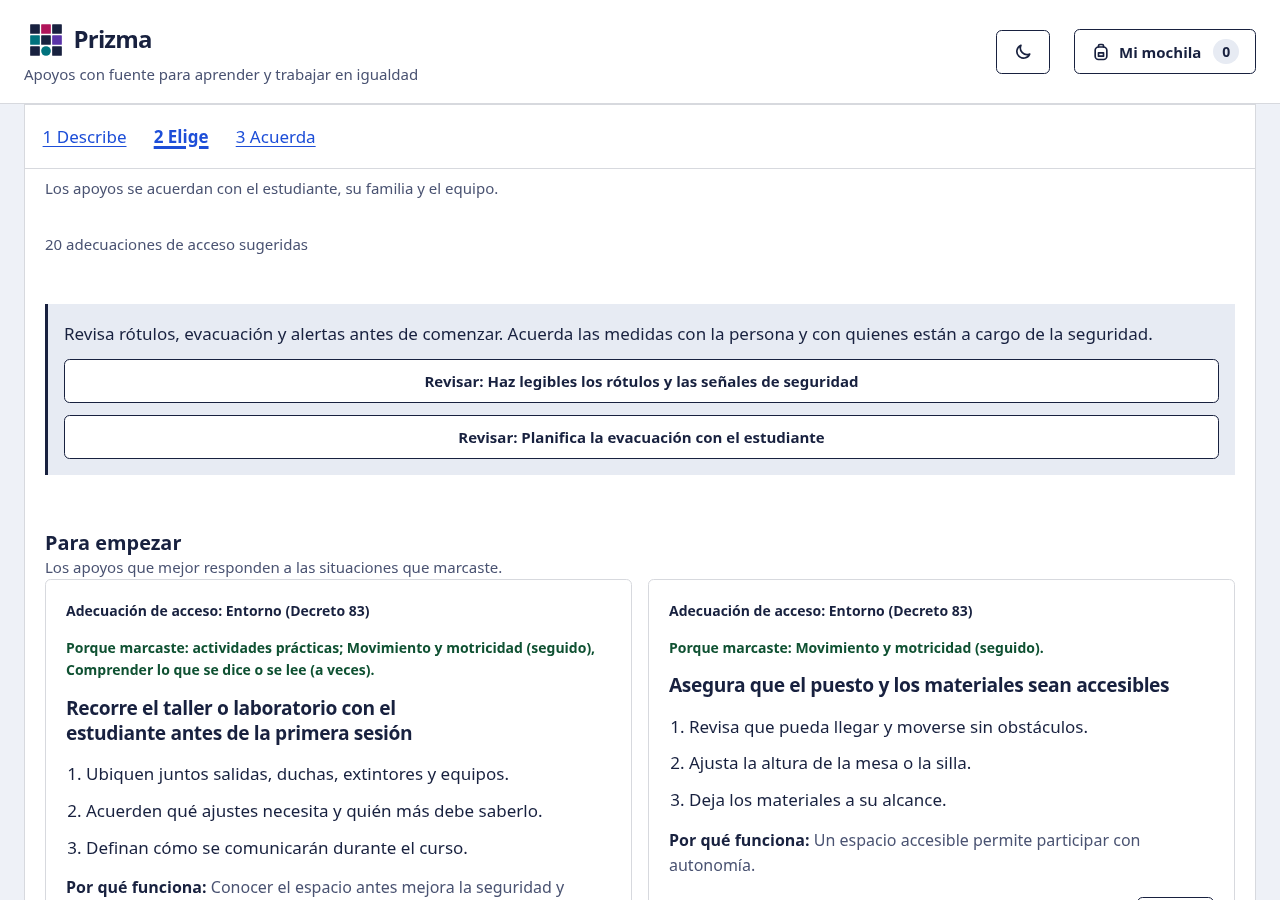 Prizma
Apoyos con fuente para aprender y trabajar en igualdad
Mi mochila 0
1 Describe 2 Elige 3 Acuerda
Los apoyos se acuerdan con el estudiante, su familia y el equipo.
20 adecuaciones de acceso sugeridas
Revisa rótulos, evacuación y alertas antes de comenzar. Acuerda las medidas con la persona y con quienes están a cargo de la seguridad.
Revisar: Haz legibles los rótulos y las señales de seguridad
Revisar: Planifica la evacuación con el estudiante
Para empezar
Los apoyos que mejor responden a las situaciones que marcaste.
Adecuación de acceso: Entorno (Decreto 83)
Porque marcaste: actividades prácticas; Movimiento y motricidad (seguido),
Comprender lo que se dice o se lee (a veces).
Recorre el taller o laboratorio con el
estudiante antes de la primera sesión
1. Ubiquen juntos salidas, duchas, extintores y equipos.
2. Acuerden qué ajustes necesita y quién más debe saberlo.
3. Definan cómo se comunicarán durante el curso.
Por qué funciona: Conocer el espacio antes mejora la seguridad y
Adecuación de acceso: Entorno (Decreto 83)
Porque marcaste: Movimiento y motricidad (seguido).
Asegura que el puesto y los materiales sean accesibles
1. Revisa que pueda llegar y moverse sin obstáculos.
2. Ajusta la altura de la mesa o la silla.
3. Deja los materiales a su alcance.
Por qué funciona: Un espacio accesible permite participar con
autonomía.